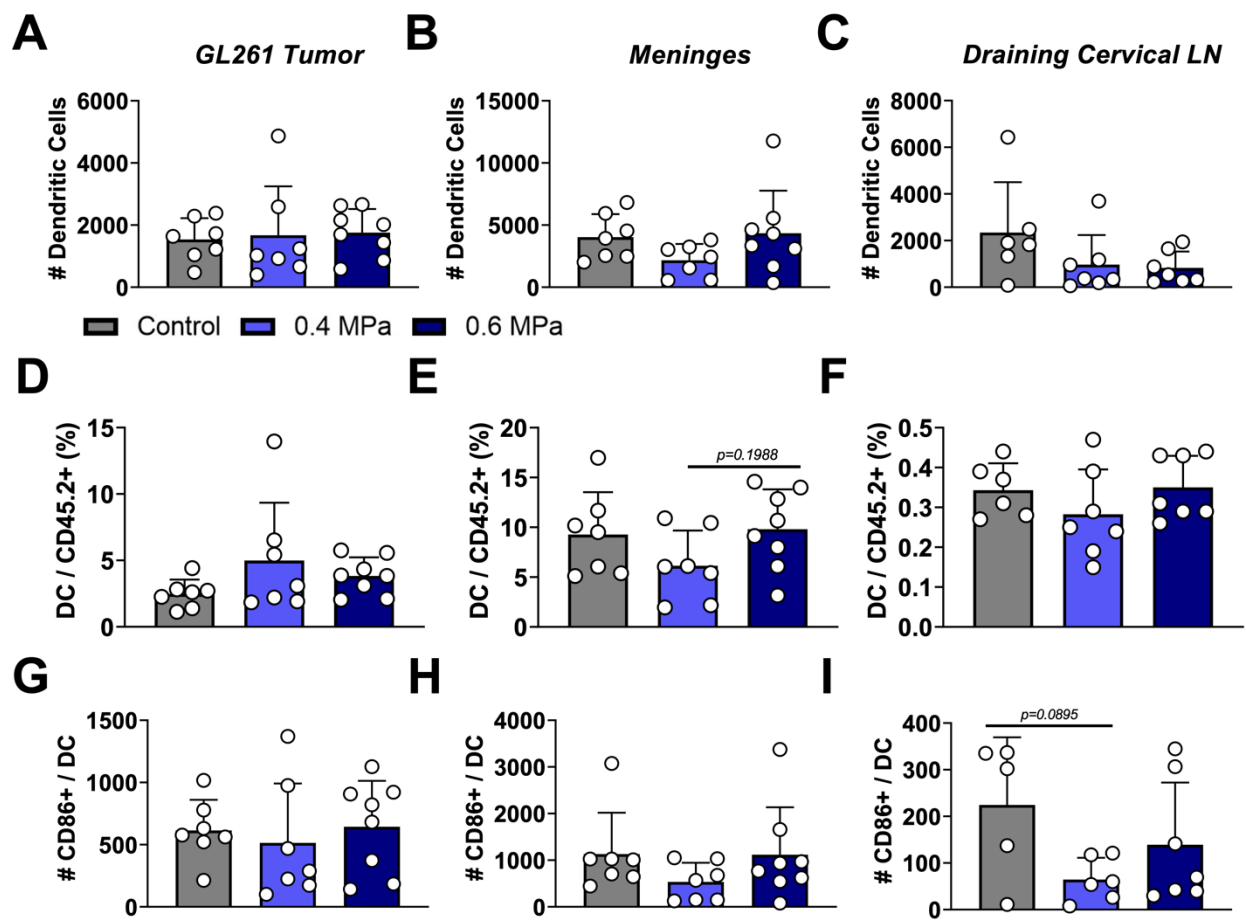 A
GL261 Tumor
# Dendritic Cells
6000
4000
2000
0
B
Meninges
# Dendritic Cells
15000
10000
5000
0
C
Draining Cervical LN
# Dendritic Cells
8000
6000
4000
2000
0
Control
0.4 MPa
0.6 MPa
D
DC / CD45.2+ (%)
15
10
5
0
E
DC / CD45.2+ (%)
20
15
10
5
0
p=0.1988
F
DC / CD45.2+ (%)
0.5
0.4
0.3
0.2
0.1
0.0
G
# CD86+ / DC
1500
1000
500
0
H
# CD86+ / DC
4000
3000
2000
1000
0
I
# CD86+ / DC
400
300
200
100
0
p=0.0895